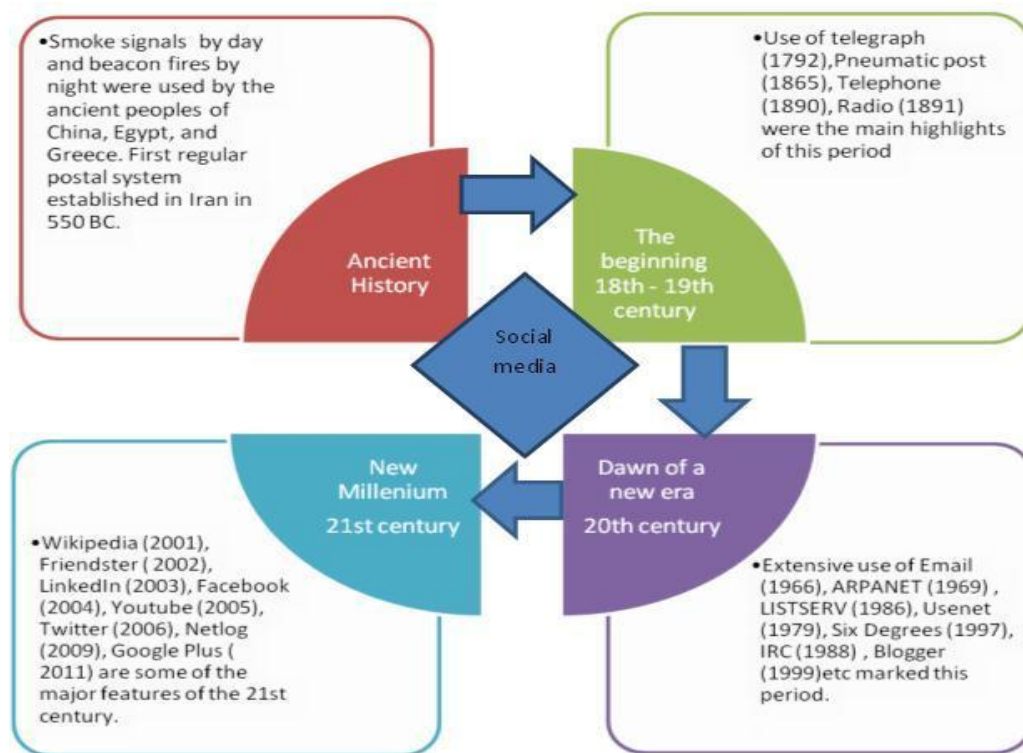 •Smoke signals by day
and beacon fires by
night were used by the
ancient peoples of
China, Egypt, and
Greece. First regular
postal system
established in Iran in
550 BC.
Ancient
History
•Use of telegraph
(1792),Pneumatic post
(1865), Telephone
(1890), Radio (1891)
were the main highlights
of this period
The
beginning
18th - 19th
century
Social
media
Dawn of a
new era
20th century
•Extensive use of Email
(1966), ARPANET (1969) ,
LISTSERV (1986), Usenet
(1979), Six Degrees (1997),
IRC (1988) , Blogger
(1999)etc marked this
period.
New
Millenium
21st century
•Wikipedia (2001),
Friendster ( 2002),
LinkedIn (2003), Facebook
(2004), Youtube (2005),
Twitter (2006), Netlog
(2009), Google Plus (
2011) are some of the
major features of the 21st
century.